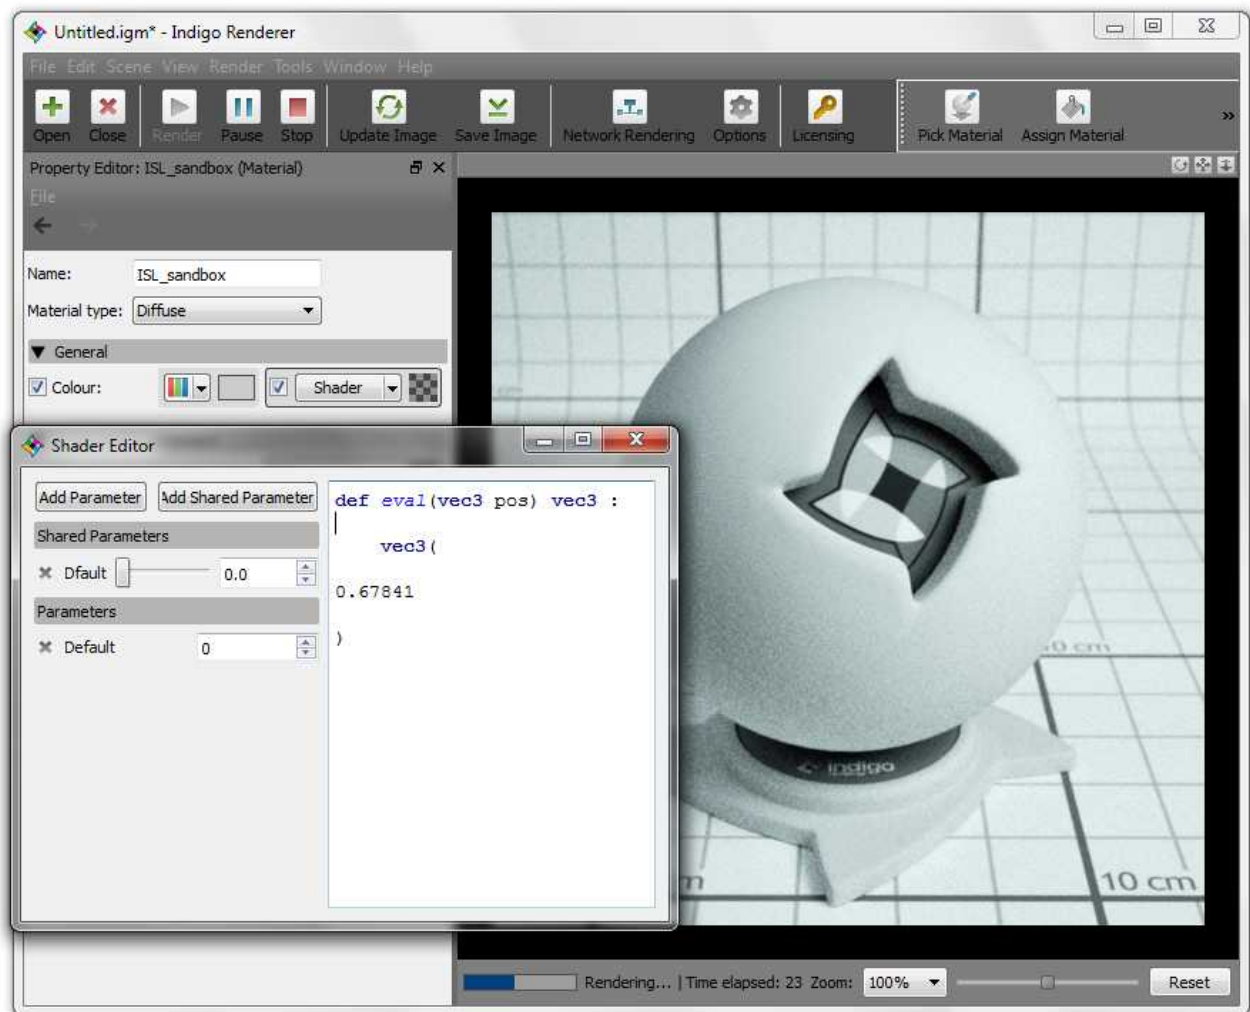 Untitled.igm* - Indigo Renderer
File Edit Scene View Render Tools Window Help
Open Close Render Pause Stop Update Image Save Image Network Rendering Options Licensing Pick Material Assign Material »
Property Editor: ISL_sandbox (Material)
File
Name: ISL_sandbox
Material type: Diffuse
General
Colour: Shader
Shader Editor
Add Parameter Add Shared Parameter
Shared Parameters
Dfault 0.0
Parameters
Default 0
def eval(vec3 pos) vec3 :
vec3(
0.67841
)
indigo
10 cm
Rendering... | Time elapsed: 23 Zoom: 100% Reset